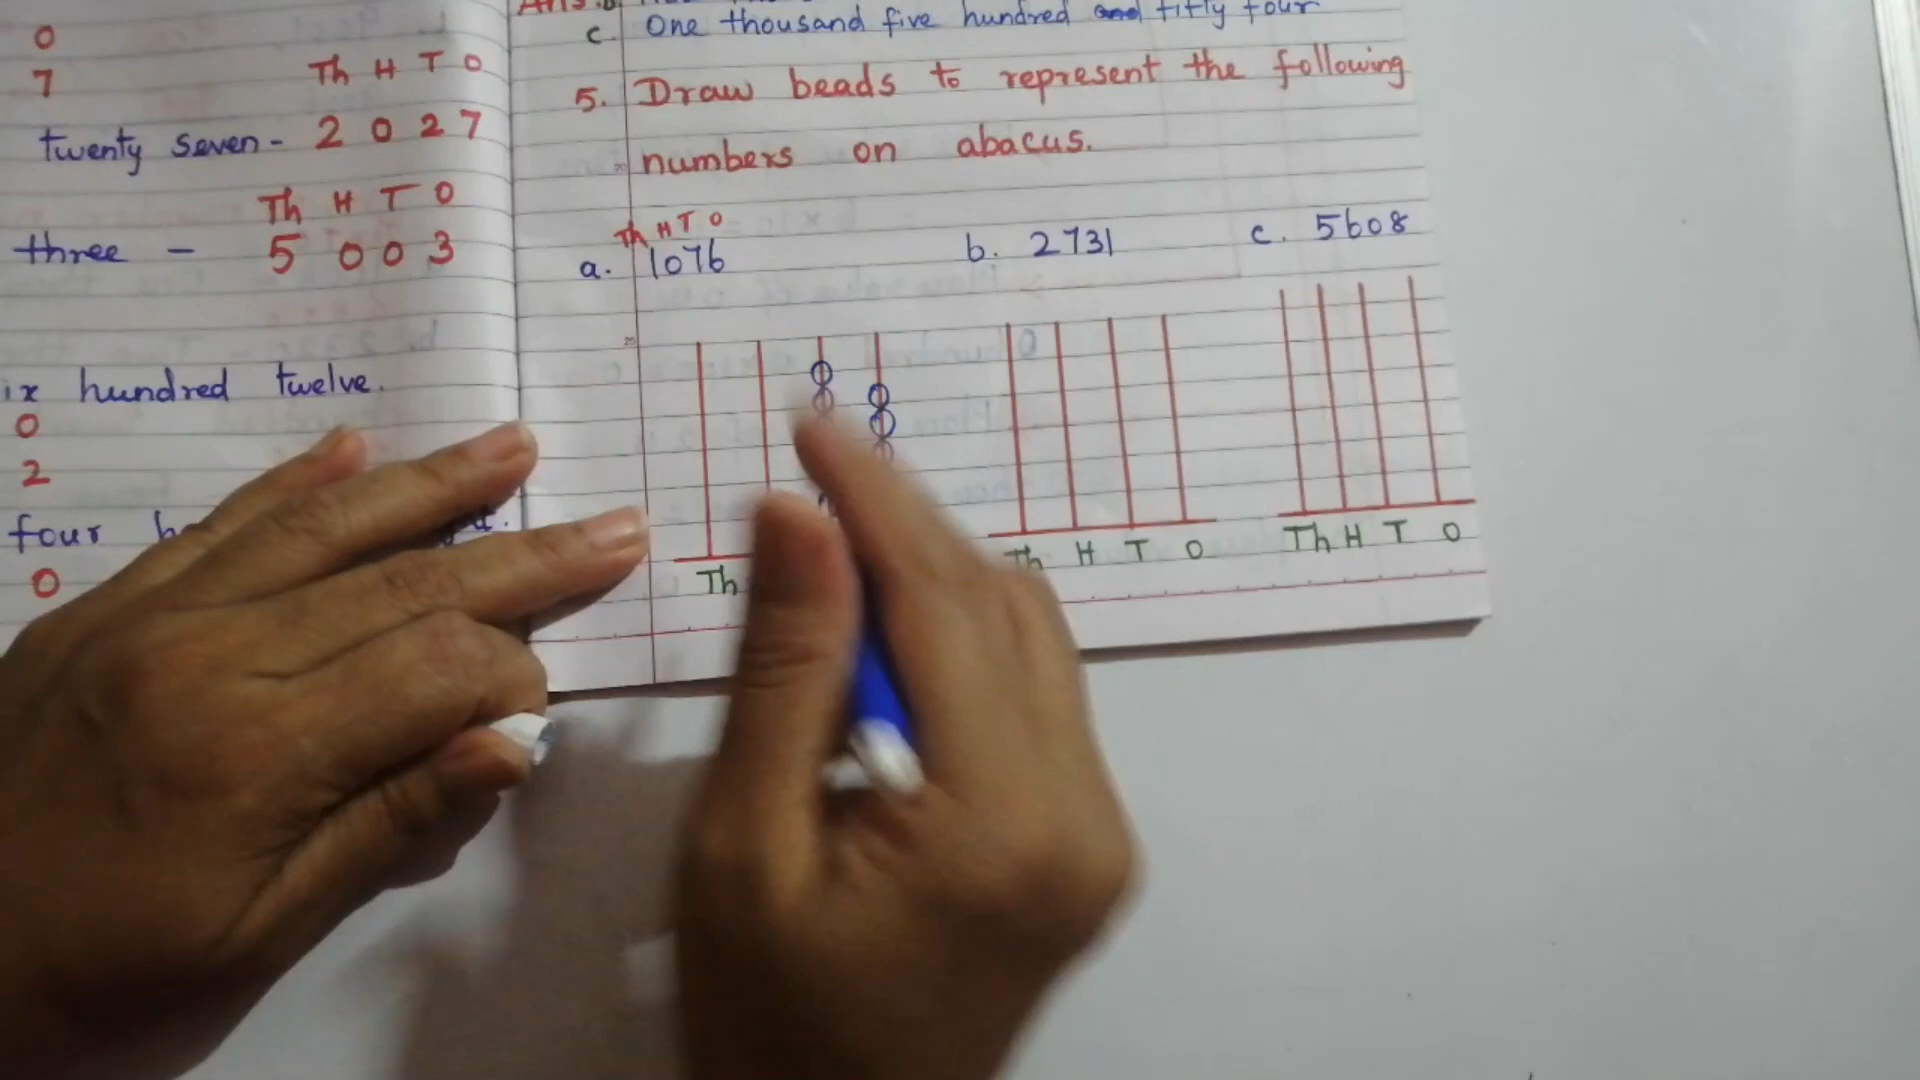 0
7
Th H T O
twenty seven - 2 0 2 7
Th H T O
three - 5 0 0 3
hundred twelve.
0
2
four
0
c. One thousand five hundred and fifty four
5. Draw beads to represent the following
numbers on abacus.
Th H T O
a. 1076 b. 2731 c. 5608
Th
Th H T O
Th H T O